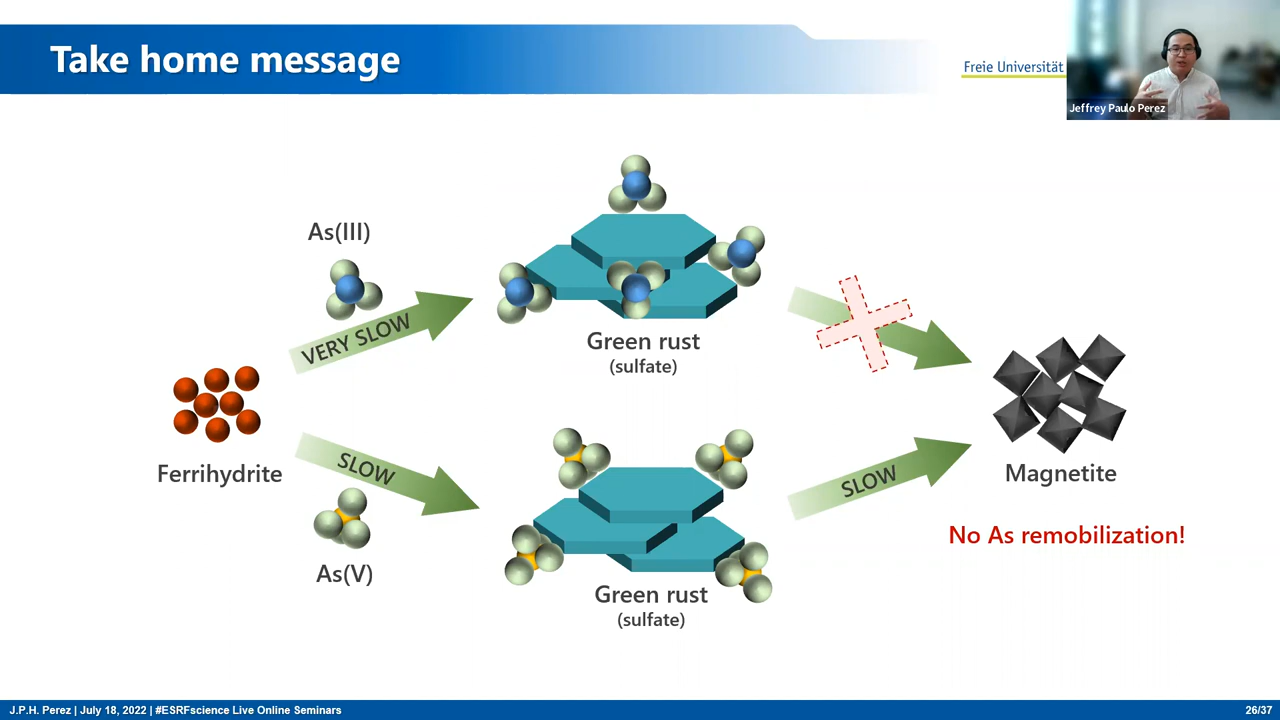 Take home message
Freie Universität
Jeffrey Paulo Perez
As(III)
VERY SLOW
Green rust
(sulfate)
Ferrihydrite
SLOW
As(V)
Green rust
(sulfate)
SLOW
Magnetite
No As remobilization!
J.P.H. Perez | July 18, 2022 | #ESRFscience Live Online Seminars
26/37